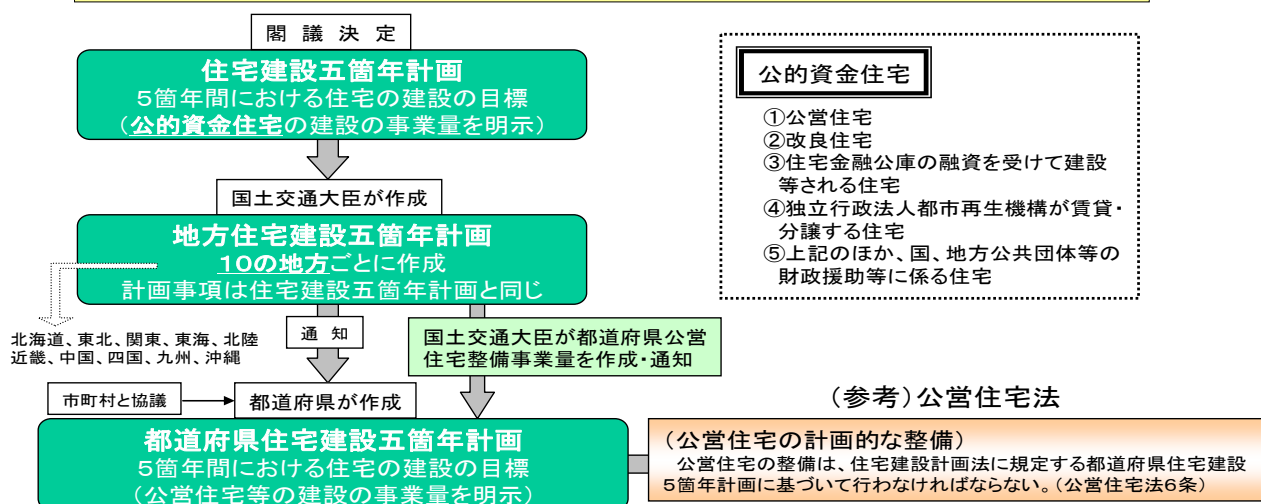 閣 議 決 定
住宅建設五箇年計画
5箇年間における住宅の建設の目標
(公的資金住宅の建設の事業量を明示)
公的資金住宅
①公営住宅
②改良住宅
③住宅金融公庫の融資を受けて建設
等される住宅
④独立行政法人都市再生機構が賃貸・
分譲する住宅
⑤上記のほか、国、地方公共団体等の
財政援助等に係る住宅
国土交通大臣が作成
地方住宅建設五箇年計画
10の地方ごとに作成
計画事項は住宅建設五箇年計画と同じ
北海道、東北、関東、東海、北陸
近畿、中国、四国、九州、沖縄
通 知
国土交通大臣が都道府県公営
住宅整備事業量を作成・通知
市町村と協議
都道府県が作成
都道府県住宅建設五箇年計画
5箇年間における住宅の建設の目標
(公営住宅等の建設の事業量を明示)
(参考)公営住宅法
(公営住宅の計画的な整備)
公営住宅の整備は、住宅建設計画法に規定する都道府県住宅建設
5箇年計画に基づいて行わなければならない。(公営住宅法6条)